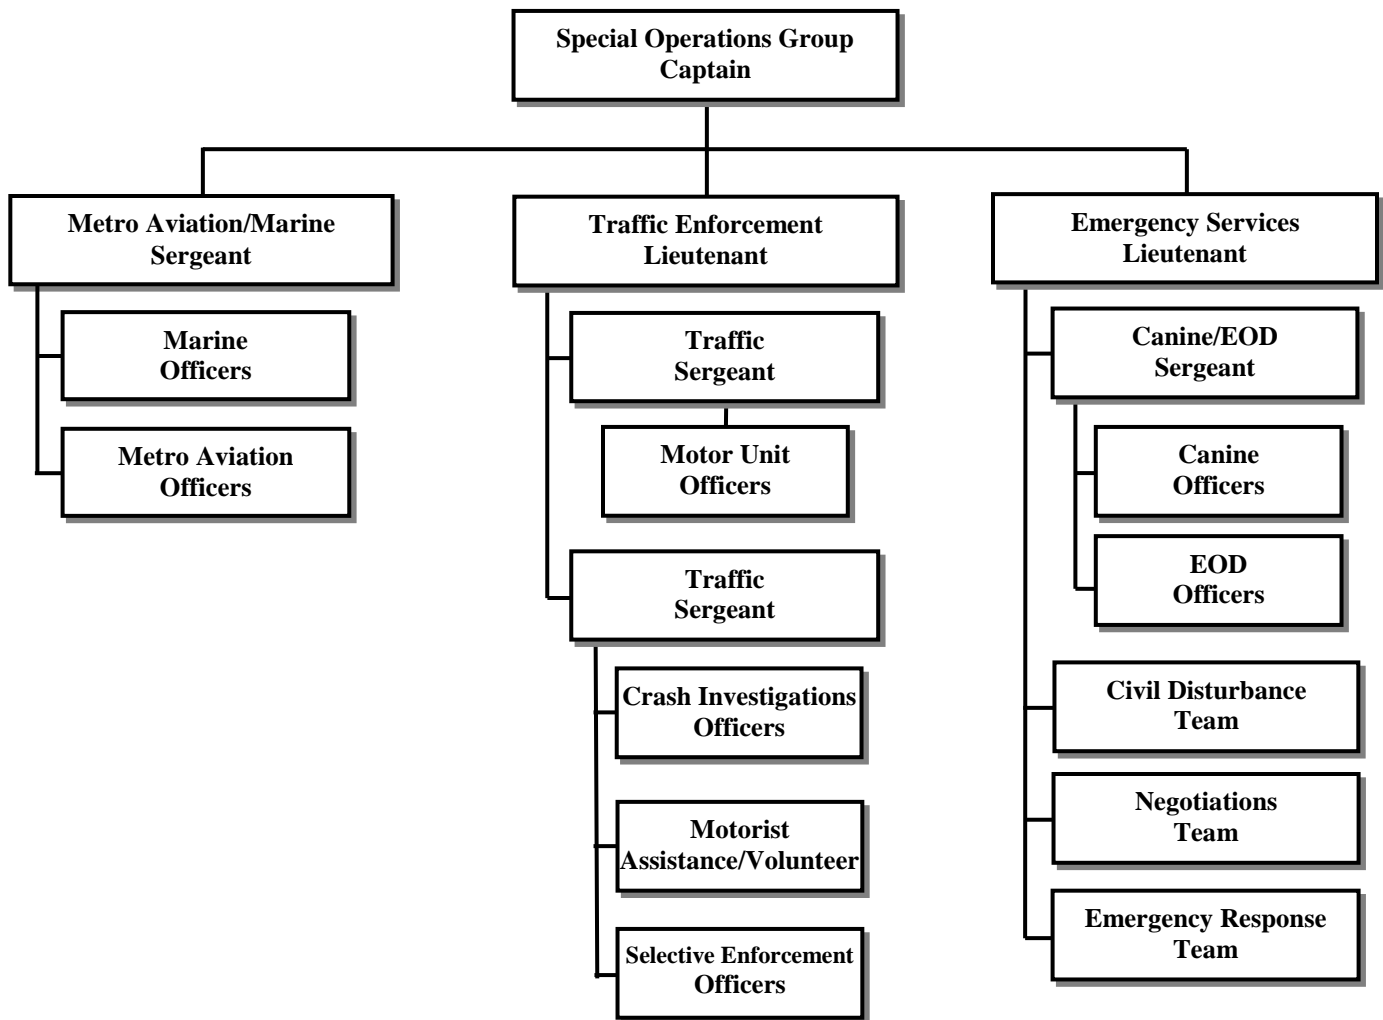 Special Operations Group
Captain
Metro Aviation/Marine
Sergeant
Marine
Officers
Metro Aviation
Officers
Traffic Enforcement
Lieutenant
Traffic
Sergeant
Motor Unit
Officers
Traffic
Sergeant
Crash Investigations
Officers
Motorist
Assistance/Volunteer
Selective Enforcement
Officers
Emergency Services
Lieutenant
Canine/EOD
Sergeant
Canine
Officers
EOD
Officers
Civil Disturbance
Team
Negotiations
Team
Emergency Response
Team